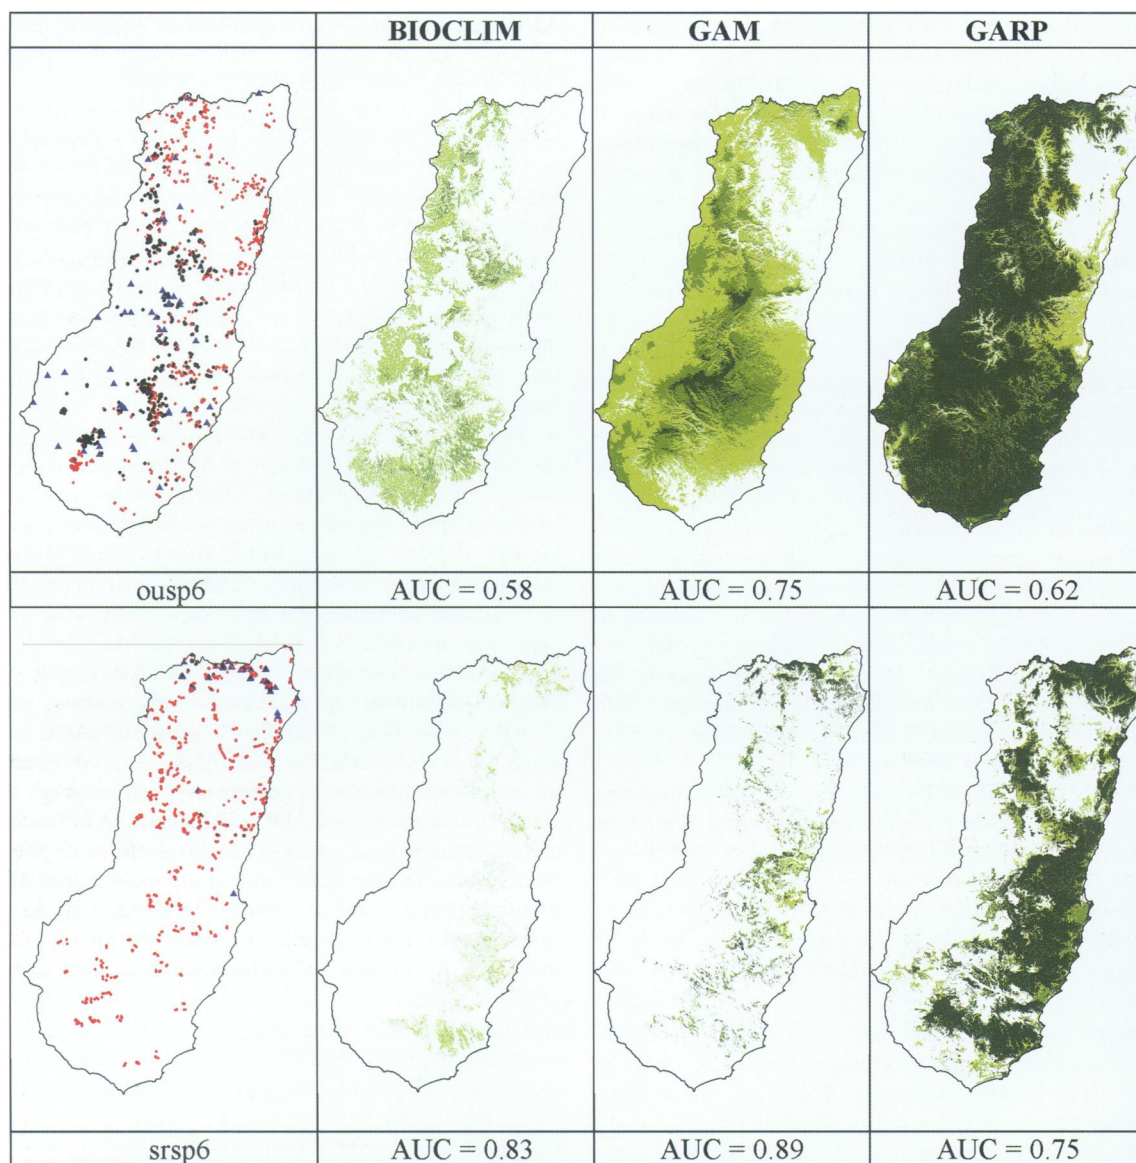 BIOCLIM GAM GARP
ousp6 AUC = 0.58 AUC = 0.75 AUC = 0.62
srsp6 AUC = 0.83 AUC = 0.89 AUC = 0.75